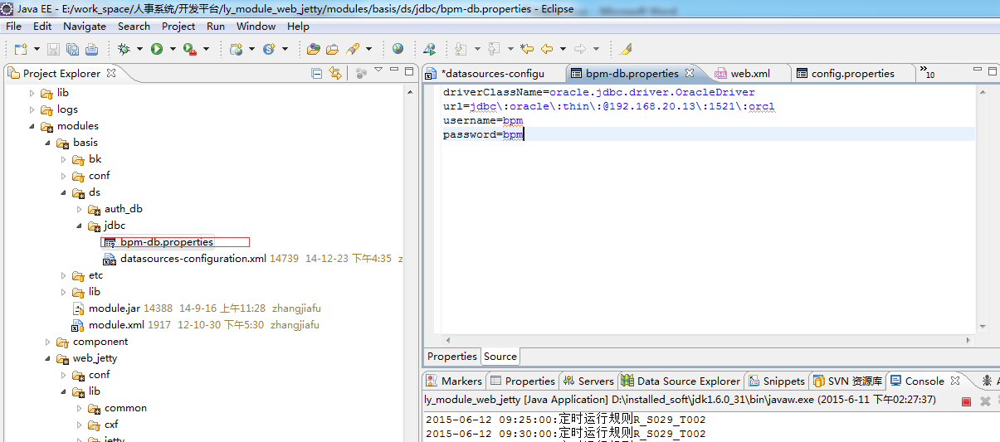 Java EE - E:/work_space/人事系统/开发平台/ly_module_web_jetty/modules/basis/ds/jdbc/bpm-db.properties - Eclipse
File Edit Navigate Search Project Run Window Help
Project Explorer
lib
logs
modules
basis
bk
conf
ds
auth_db
jdbc
bpm-db.properties
datasources-configuration.xml 14739 14-12-23 下午4:35 z
etc
lib
module.jar 14388 14-9-16 上午11:28 zhangjiafu
module.xml 1917 12-10-30 下午5:30 zhangjiafu
component
web_jetty
conf
lib
common
cxf
jetty
*datasources-configu bpm-db.properties web.xml config.properties »10
driverClassName=oracle.jdbc.driver.OracleDriver
url=jdbc\:oracle\:thin\:@192.168.20.13\:1521\:orcl
username=bpm
password=bpm
Properties Source
Markers Properties Servers Data Source Explorer Snippets SVN 资源库 Console A
ly_module_web_jetty [Java Application] D:\installed_soft\jdk1.6.0_31\bin\javaw.exe (2015-6-11 下午02:27:37)
2015-06-12 09:25:00:定时运行规则R_S029_T002
2015-06-12 09:30:00:定时运行规则R_S029_T002